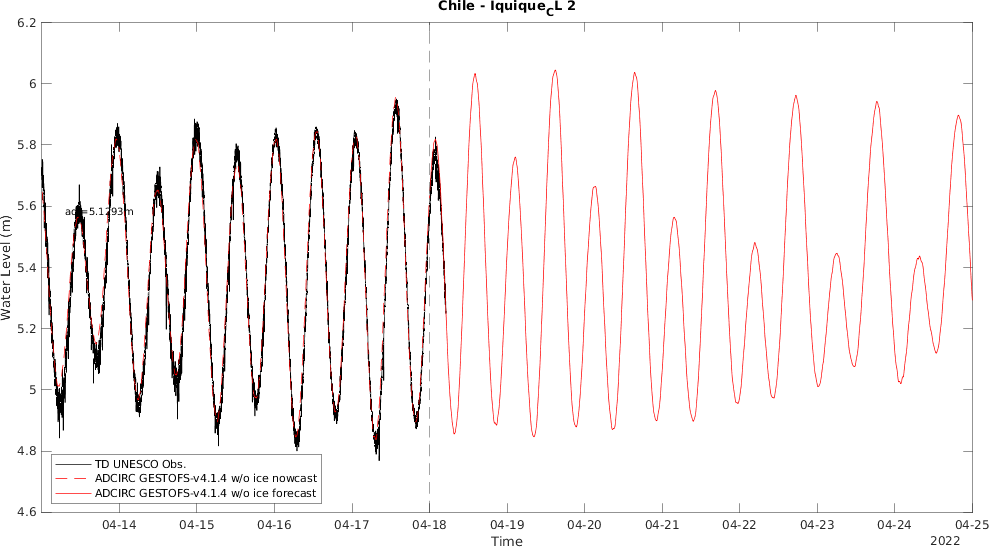 Chile - Iquique_CL 2
6.2
6
5.8
5.6
5.4
5.2
5
4.8
4.6
Water Level (m)
=5.1293m
TD UNESCO Obs.
ADCIRC GESTOFS-v4.1.4 w/o ice nowcast
ADCIRC GESTOFS-v4.1.4 w/o ice forecast
04-14 04-15 04-16 04-17 04-18 04-19 04-20 04-21 04-22 04-23 04-24 04-25
Time
2022